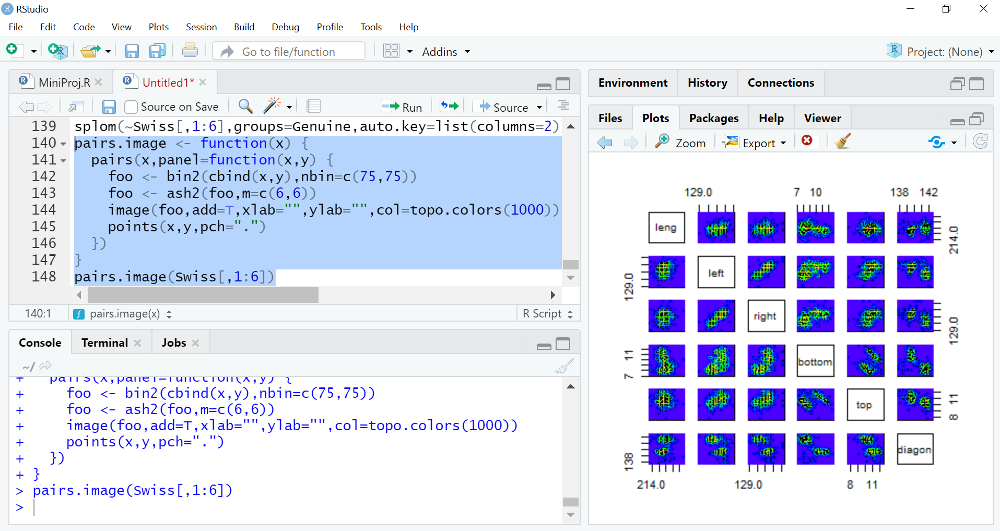 RStudio
File Edit Code View Plots Session Build Debug Profile Tools Help
Go to file/function Addins Project: (None)
MiniProj.R Untitled1*
Source on Save Run Source
139 splom(~Swiss[,1:6],groups=Genuine,auto.key=list(columns=2)
140 pairs.image <- function(x) {
141 pairs(x,panel=function(x,y) {
142 foo <- bin2(cbind(x,y),nbin=c(75,75))
143 foo <- ash2(foo,m=c(6,6))
144 image(foo,add=T,xlab="",ylab="",col=topo.colors(1000))
145 points(x,y,pch=".")
146 })
147 }
148 pairs.image(Swiss[,1:6])
140:1 pairs.image(x) R Script
Console Terminal Jobs
~/
+ pairs(x,panel=function(x,y) {
+ foo <- bin2(cbind(x,y),nbin=c(75,75))
+ foo <- ash2(foo,m=c(6,6))
+ image(foo,add=T,xlab="",ylab="",col=topo.colors(1000))
+ points(x,y,pch=".")
+ })
+ }
> pairs.image(Swiss[,1:6])
>
Environment History Connections
Files Plots Packages Help Viewer
Zoom Export
129.0 7 10 138 142
leng 214.0
129.0 left
right 129.0
7 11 bottom
top 8 11
138 diagon
214.0 129.0 8 11